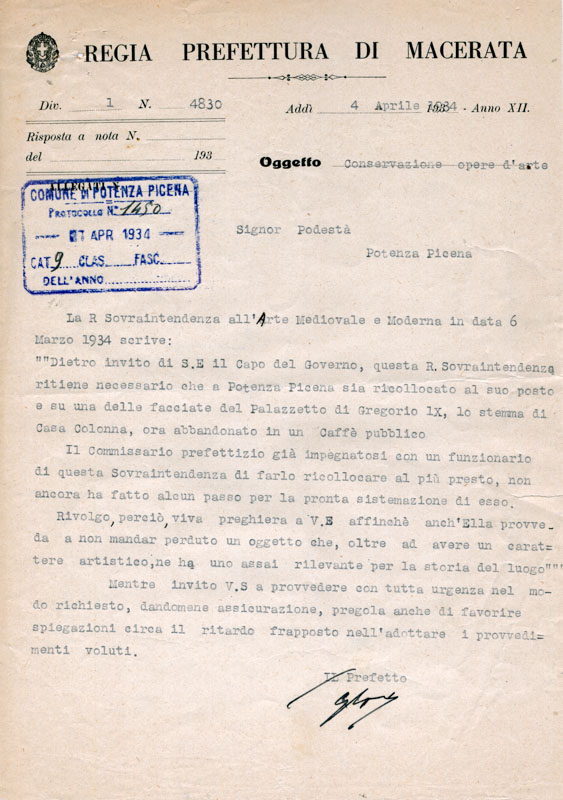 REGIA PREFETTURA DI MACERATA
Div. 1 N. 4830
Addì 4 Aprile 1934 - Anno XII.
Risposta a nota N.
del 193
Oggetto Conservazione opere d'arte
ALLEGATI N.
COMUNE DI POTENZA PICENA
PROTOCOLLO N° 1450
7 APR 1934
CAT. 9 CLAS. FASC.
DELL'ANNO
Signor Podestà
Potenza Picena
La R Sovraintendenza all'Arte Mediovale e Moderna in data 6
Marzo 1934 scrive:
""Dietro invito di S.E il Capo del Governo, questa R.Sovraintendenza
ritiene necessario che a Potenza Picena sia ricollocato al suo posto
e su una delle facciate del Palazzetto di Gregorio lX, lo stemma di
Casa Colonna, ora abbandonato in un Caffè pubblico
Il Commissario prefettizio già impegnatosi con un funzionario
di questa Sovraintendenza di farlo ricollocare al più presto, non
ancora ha fatto alcun passo per la pronta sistemazione di esso.
Rivolgo, perciò, viva preghiera a V.E affinchè anch'Ella provve=
da a non mandar perduto un oggetto che, oltre ad avere un carat=
tere artistico,ne ha uno assai rilevante per la storia del luogo"""
Mentre invito V.S a provvedere con tutta urgenza nel mo=
do richiesto, dandomene assicurazione, pregola anche di favorire
spiegazioni circa il ritardo frapposto nell'adottare i provvedi=
menti voluti.
IL Prefetto